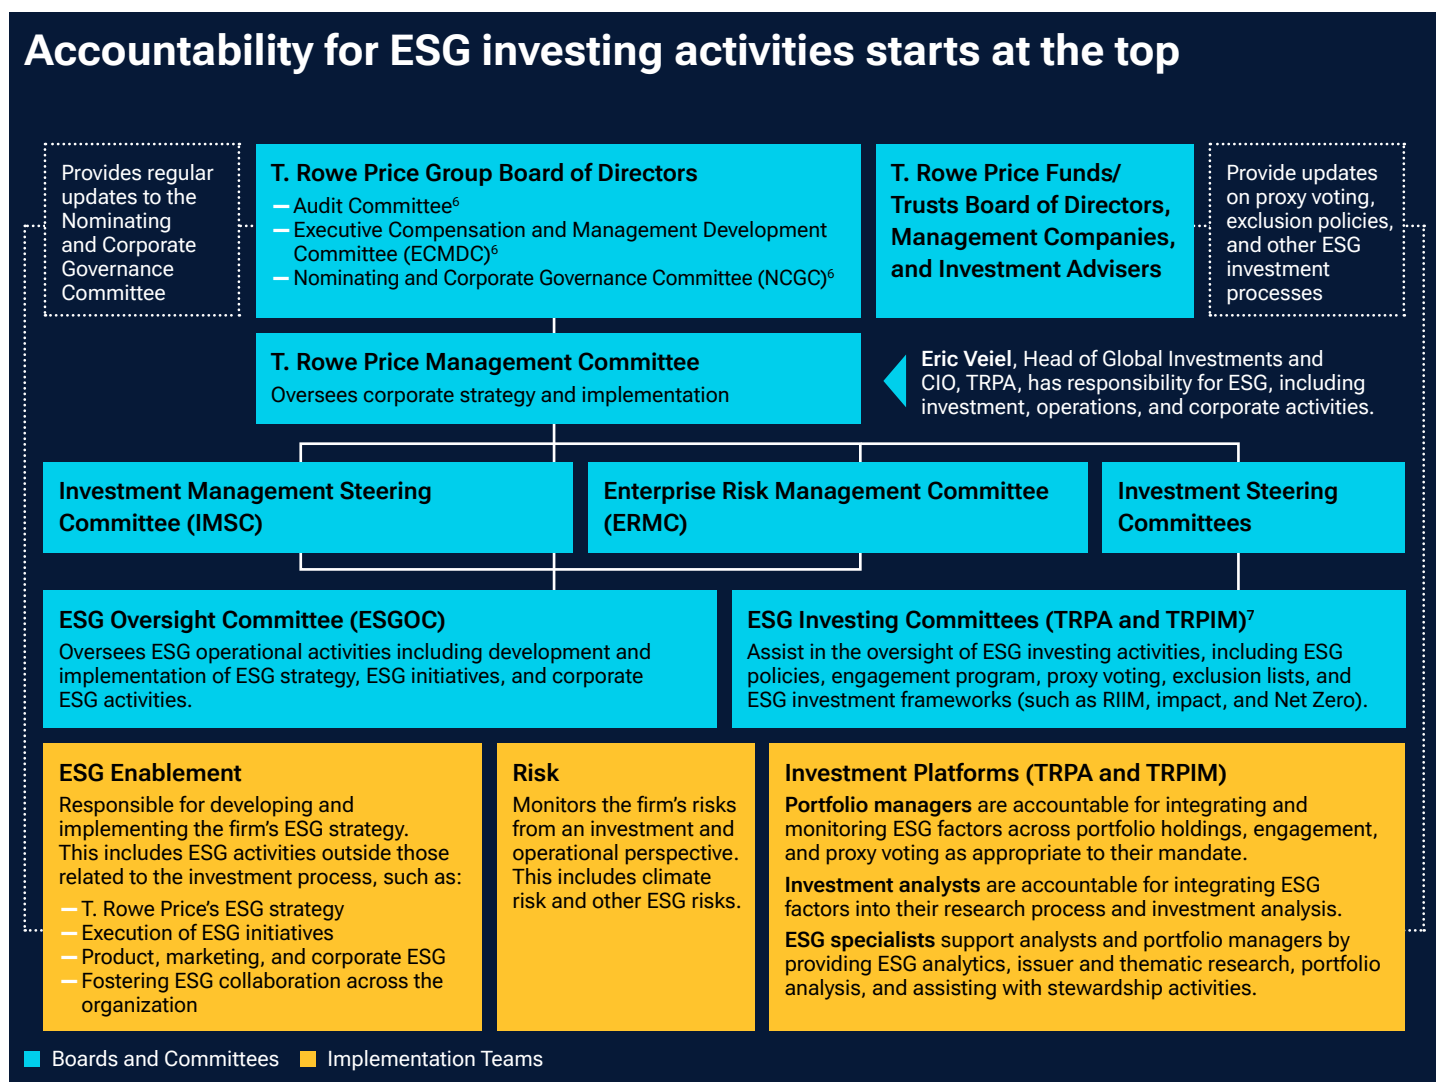 Accountability for ESG investing activities starts at the top
Provides regular
updates to the
Nominating
and Corporate
Governance
Committee
T. Rowe Price Group Board of Directors
— Audit Committee⁶
— Executive Compensation and Management Development
Committee (ECMDC)⁶
— Nominating and Corporate Governance Committee (NCGC)⁶
T. Rowe Price Funds/
Trusts Board of Directors,
Management Companies,
and Investment Advisers
Provide updates
on proxy voting,
exclusion policies,
and other ESG
investment
processes
T. Rowe Price Management Committee
Oversees corporate strategy and implementation
Eric Veiel, Head of Global Investments and
CIO, TRPA, has responsibility for ESG, including
investment, operations, and corporate activities.
Investment Management Steering
Committee (IMSC)
Enterprise Risk Management Committee
(ERMC)
Investment Steering
Committees
ESG Oversight Committee (ESGOC)
Oversees ESG operational activities including development and
implementation of ESG strategy, ESG initiatives, and corporate
ESG activities.
ESG Investing Committees (TRPA and TRPIM)⁷
Assist in the oversight of ESG investing activities, including ESG
policies, engagement program, proxy voting, exclusion lists, and
ESG investment frameworks (such as RIIM, impact, and Net Zero).
ESG Enablement
Responsible for developing and
implementing the firm's ESG strategy.
This includes ESG activities outside those
related to the investment process, such as:
— T. Rowe Price's ESG strategy
— Execution of ESG initiatives
— Product, marketing, and corporate ESG
— Fostering ESG collaboration across the
organization
Risk
Monitors the firm's risks
from an investment and
operational perspective.
This includes climate
risk and other ESG risks.
Investment Platforms (TRPA and TRPIM)
Portfolio managers are accountable for integrating and
monitoring ESG factors across portfolio holdings, engagement,
and proxy voting as appropriate to their mandate.
Investment analysts are accountable for integrating ESG
factors into their research process and investment analysis.
ESG specialists support analysts and portfolio managers by
providing ESG analytics, issuer and thematic research, portfolio
analysis, and assisting with stewardship activities.
Boards and Committees
Implementation Teams